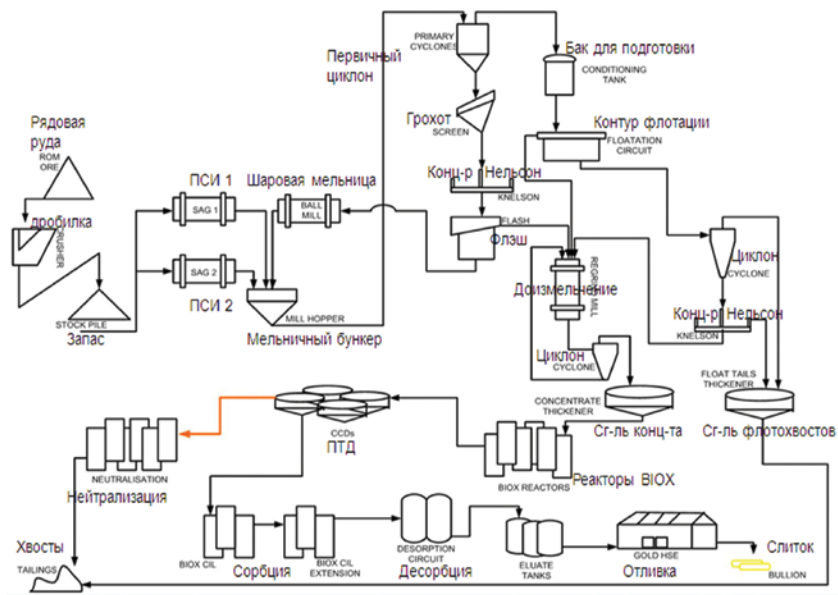 PRIMARY
CYCLONES
Первичный
циклон
Бак для подготовки
CONDITIONING
TANK
Грохот
SCREEN
Контур флотации
FLOATATION
CIRCUIT
Рядовая
руда
ROM
ORE
ПСИ 1
SAG 1
Шаровая мельница
BALL
MILL
Конц-р Нельсон
KNELSON
FLASH
Флэш
дробилка
CRUSHER
SAG 2
ПСИ 2
STOCK PILE
Запас
MILL HOPPER
Мельничный бункер
Доизмельчение
REGRIND MILL
Циклон
CYCLONE
Циклон
CYCLONE
Конц-р Нельсон
KNELSON
CONCENTRATE
THICKENER
Сг-ль конц-та
FLOAT TAILS
THICKENER
Сг-ль флотохвостов
CCDs
ПТД
NEUTRALISATION
Нейтрализация
BIOX REACTORS
Реакторы BIOX
Хвосты
TAILINGS
BIOX CIL
Сорбция
BIOX CIL
EXTENSION
DESORPTION
CIRCUIT
Десорбция
ELUATE
TANKS
GOLD HSE
Отливка
Слиток
BULLION